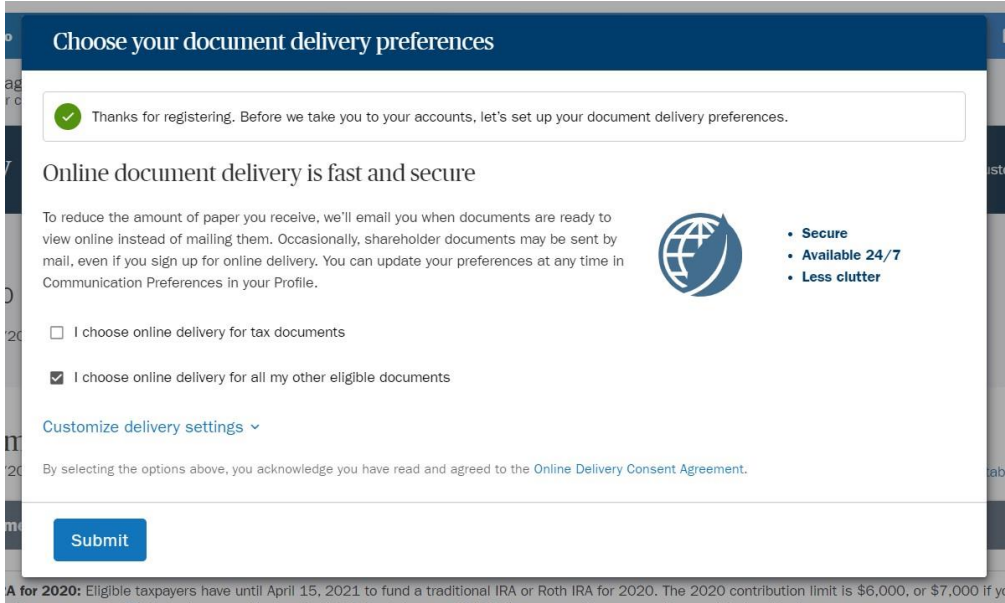 Choose your document delivery preferences
Thanks for registering. Before we take you to your accounts, let's set up your document delivery preferences.
Online document delivery is fast and secure
To reduce the amount of paper you receive, we'll email you when documents are ready to
view online instead of mailing them. Occasionally, shareholder documents may be sent by
mail, even if you sign up for online delivery. You can update your preferences at any time in
Communication Preferences in your Profile.
• Secure
• Available 24/7
• Less clutter
I choose online delivery for tax documents
I choose online delivery for all my other eligible documents
Customize delivery settings
By selecting the options above, you acknowledge you have read and agreed to the Online Delivery Consent Agreement.
Submit
A for 2020: Eligible taxpayers have until April 15, 2021 to fund a traditional IRA or Roth IRA for 2020. The 2020 contribution limit is $6,000, or $7,000 if